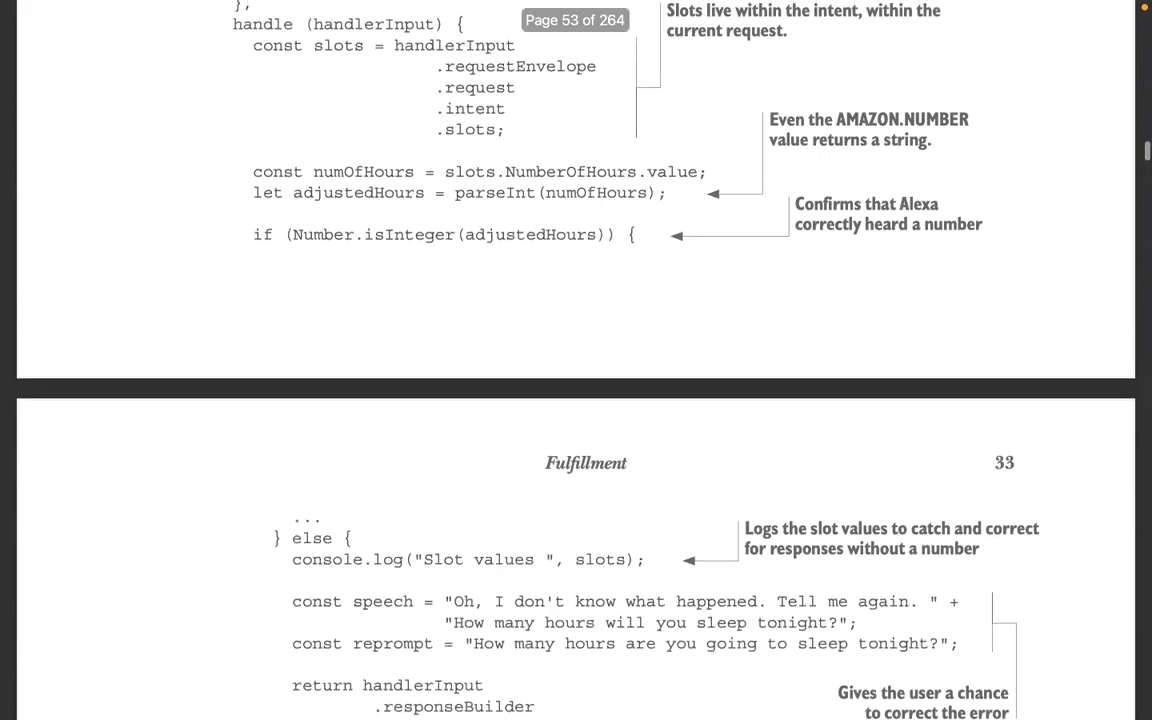 },
handle (handlerInput) {
const slots = handlerInput
.requestEnvelope
.request
.intent
.slots;
Page 53 of 264
Slots live within the intent, within the
current request.
const numOfHours = slots.NumberOfHours.value;
let adjustedHours = parseInt(numOfHours);
Even the AMAZON.NUMBER
value returns a string.
if (Number.isInteger(adjustedHours)) {
Confirms that Alexa
correctly heard a number
Fulfillment 33
...
} else {
console.log("Slot values ", slots);
Logs the slot values to catch and correct
for responses without a number
const speech = "Oh, I don't know what happened. Tell me again. " +
"How many hours will you sleep tonight?";
const reprompt = "How many hours are you going to sleep tonight?";
return handlerInput
.responseBuilder
Gives the user a chance
to correct the error